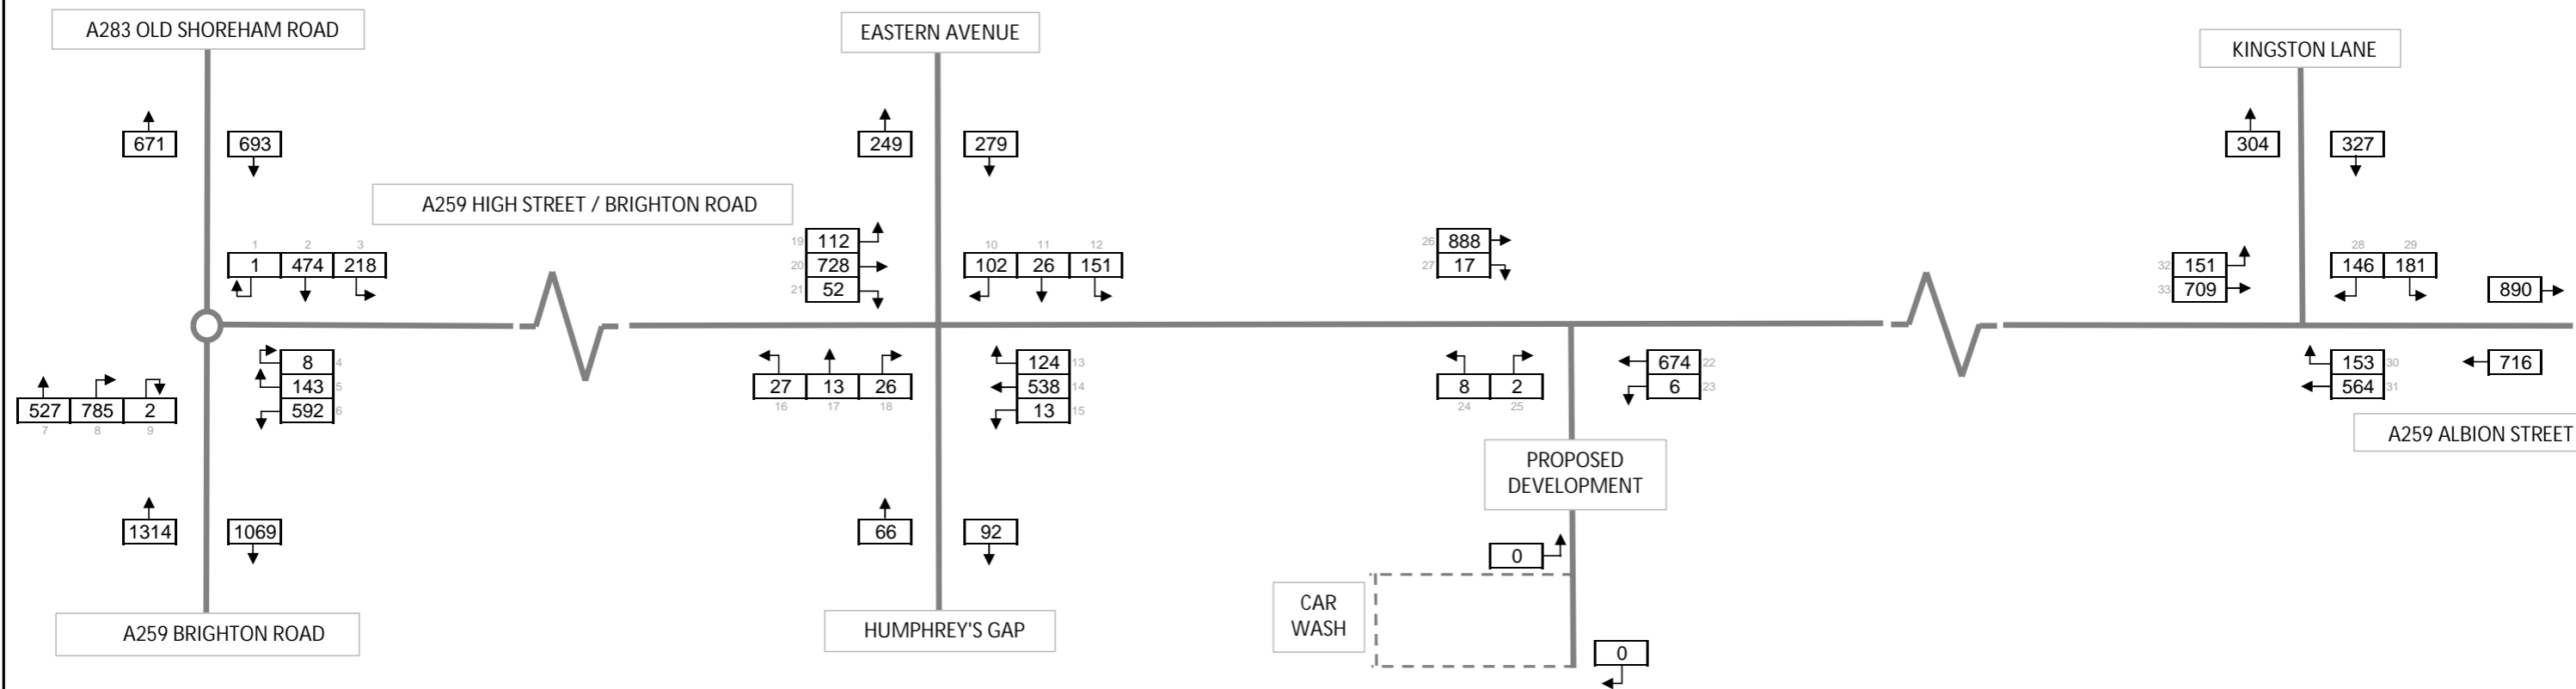 A283 OLD SHOREHAM ROAD
EASTERN AVENUE
KINGSTON LANE
671
693
249
279
304
327
A259 HIGH STREET / BRIGHTON ROAD
1 2 3
1 474 218
19 112
20 728
21 52
10 11 12
102 26 151
26 888
27 17
32 151
33 709
28 29
146 181
890
8 4
143 5
592 6
527 785 2
7 8 9
27 13 26
16 17 18
124 13
538 14
13 15
8 2
24 25
674 22
6 23
153 30
564 31
716
A259 ALBION STREET
PROPOSED
DEVELOPMENT
1314
1069
66
92
0
CAR
WASH
A259 BRIGHTON ROAD
HUMPHREY'S GAP
0